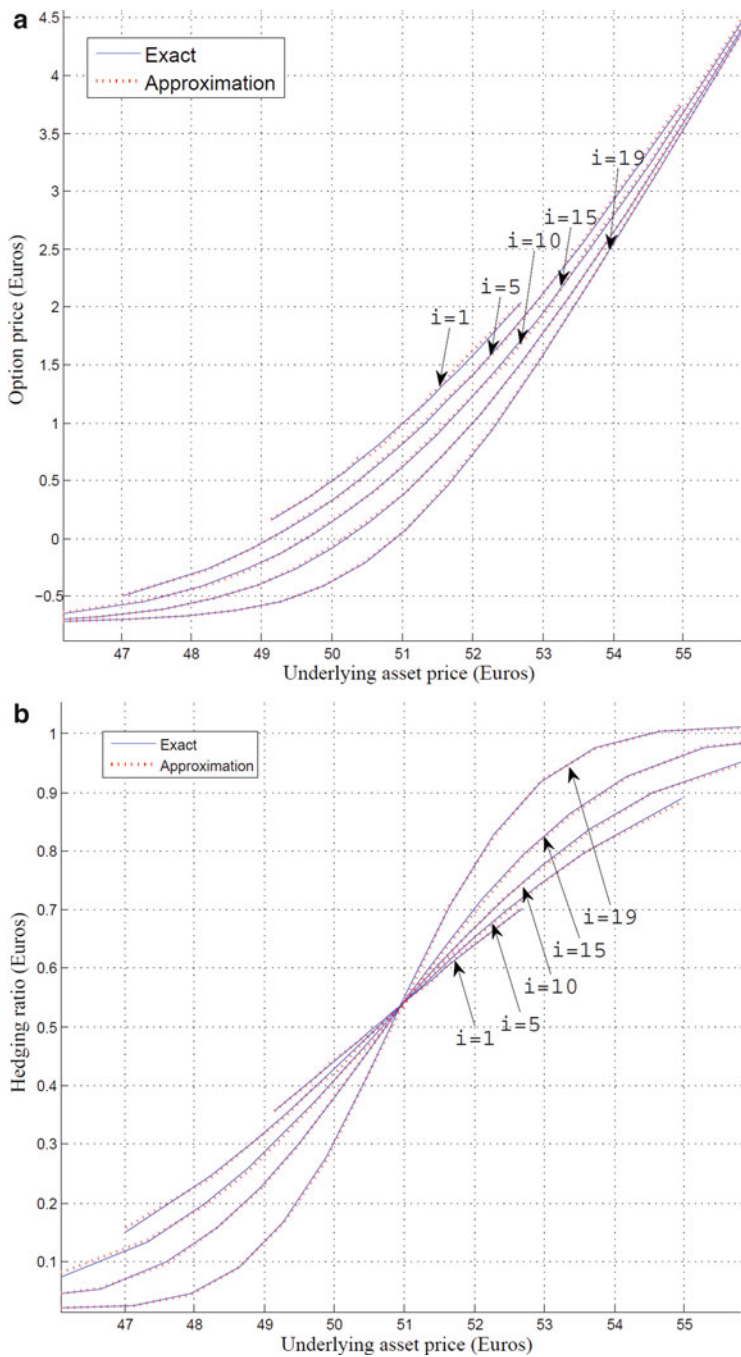 a
4.5
4
3.5
3
2.5
2
1.5
1
0.5
0
−0.5
Option price (Euros)
Exact
Approximation
i=1
i=5
i=10
i=15
i=19
47
48
49
50
51
52
53
54
55
Underlying asset price (Euros)
b
1
0.9
0.8
0.7
0.6
0.5
0.4
0.3
0.2
0.1
Hedging ratio (Euros)
Exact
Approximation
i=19
i=15
i=10
i=5
i=1
47
48
49
50
51
52
53
54
55
Underlying asset price (Euros)